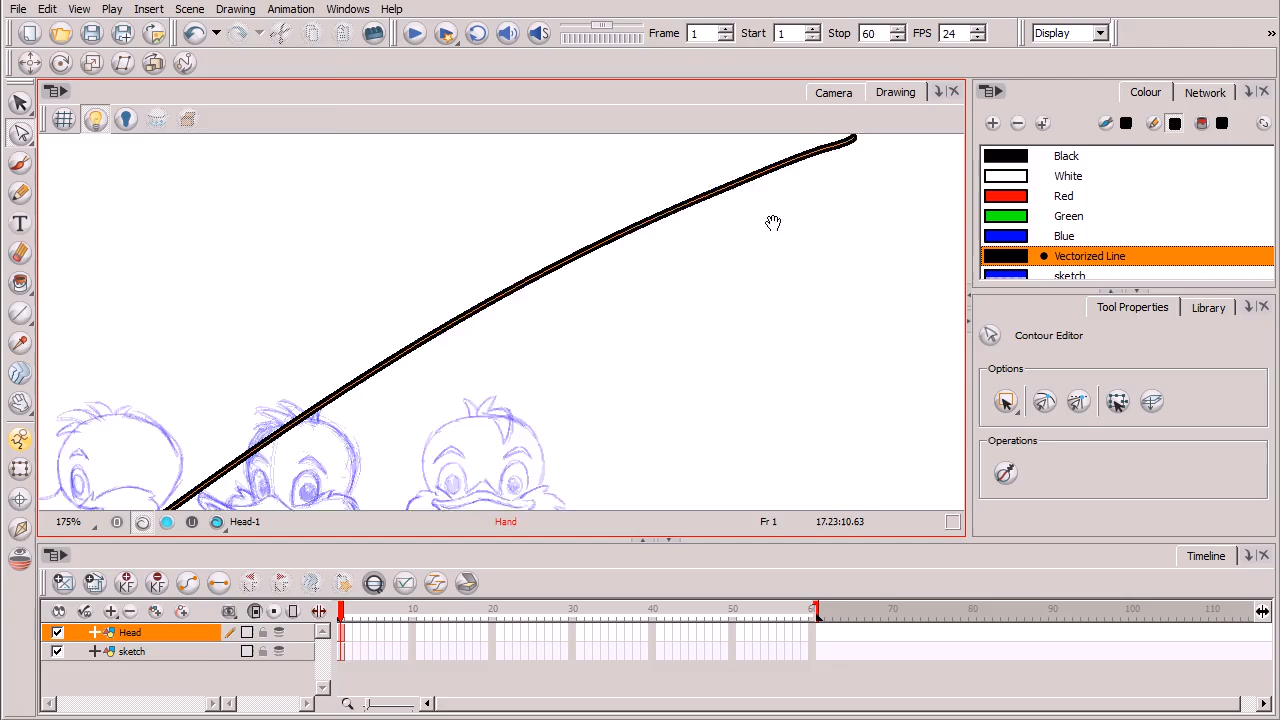 File Edit View Play Insert Scene Drawing Animation Windows Help
Frame 1 Start 1 Stop 60 FPS 24 Display »
Camera Drawing
Colour Network
Black
White
Red
Green
Blue
Vectorized Line
sketch
Tool Properties Library
Contour Editor
Options
Operations
175% Head-1 Hand Fr 1 17.23:10.63
Timeline
10 20 30 40 50 60 70 80 90 100 110
Head
sketch